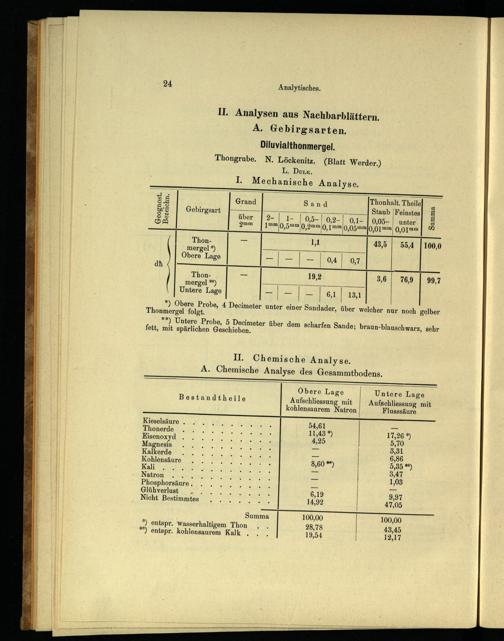 24
Analytisches.
II. Analysen aus Nachbarblättern.
A. Gebirgsarten.
Diluvialthonmergel.
Thongrube. N. Löckenitz. (Blatt Werder.)
L. Dulk.
I. Mechanische Analyse.
Geognost. Bezeichn. Gebirgsart Grand Sand Thonhalt. Theile Summa
Staub Feinstes
über 2mm 2–1mm 1–0,5mm 0,5–0,2mm 0,2–0,1mm 0,1–0,05mm 0,05–0,01mm unter 0,01mm
dh Thonmergel *) Obere Lage — 1,1 43,5 55,4 100,0
— — — 0,4 0,7
Thonmergel **) Untere Lage — 19,2 3,6 76,9 99,7
— — — 6,1 13,1
*) Obere Probe, 4 Decimeter unter einer Sandader, über welcher nur noch gelber
Thonmergel folgt.
**) Untere Probe, 5 Decimeter über dem scharfen Sande; braun-blauschwarz, sehr
fett, mit spärlichen Geschieben.
II. Chemische Analyse.
A. Chemische Analyse des Gesammtbodens.
Bestandtheile Obere Lage Untere Lage
Aufschliessung mit kohlensaurem Natron Aufschliessung mit Flusssäure
Kieselsäure 54,61 —
Thonerde 11,43 *) 17,26 *)
Eisenoxyd 4,25 5,70
Magnesia — 3,31
Kalkerde — 6,86
Kohlensäure 8,60 **) 5,35 **)
Kali — 3,47
Natron — 1,03
Phosphorsäure —
Glühverlust 6,19 9,97
Nicht Bestimmtes 14,92 47,05
Summa 100,00 100,00
*) entspr. wasserhaltigem Thon 28,78 43,45
**) entspr. kohlensaurem Kalk 19,54 12,17